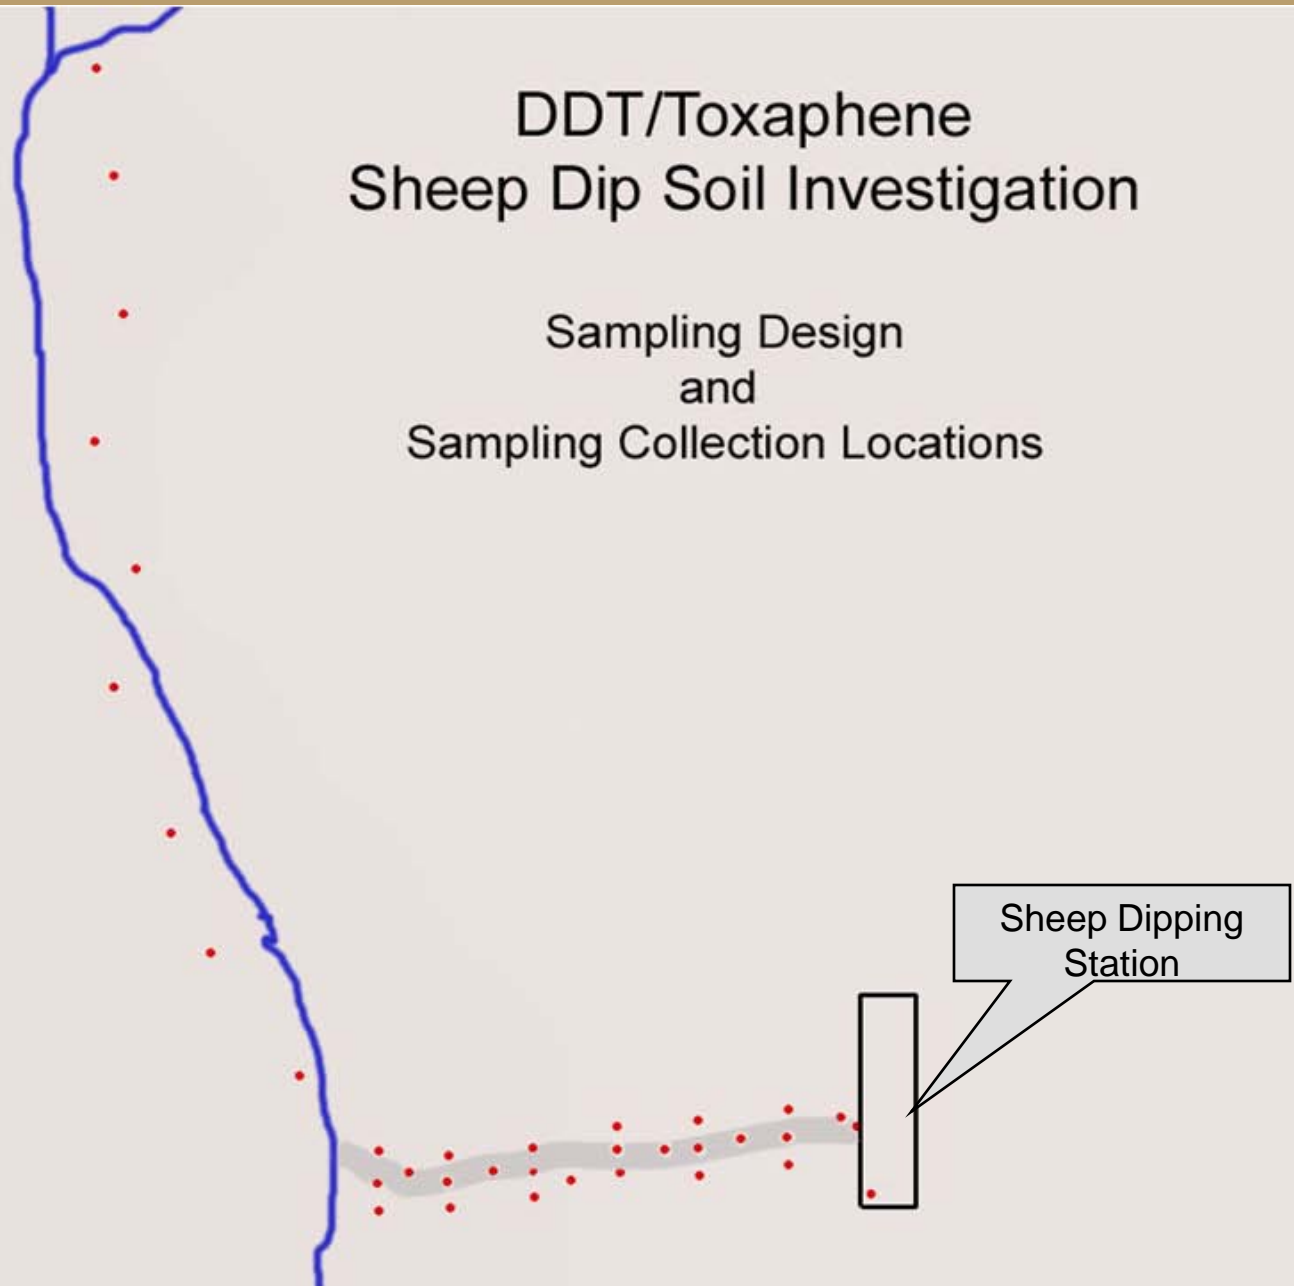 DDT/Toxaphene
Sheep Dip Soil Investigation
Sampling Design
and
Sampling Collection Locations
Sheep Dipping
Station